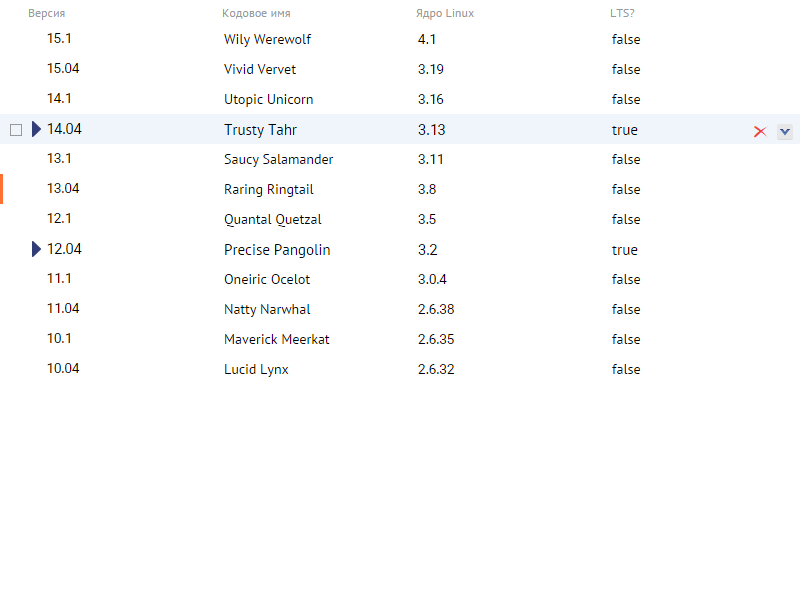 Версия Кодовое имя Ядро Linux LTS?
15.1 Wily Werewolf 4.1 false
15.04 Vivid Vervet 3.19 false
14.1 Utopic Unicorn 3.16 false
14.04 Trusty Tahr 3.13 true
13.1 Saucy Salamander 3.11 false
13.04 Raring Ringtail 3.8 false
12.1 Quantal Quetzal 3.5 false
12.04 Precise Pangolin 3.2 true
11.1 Oneiric Ocelot 3.0.4 false
11.04 Natty Narwhal 2.6.38 false
10.1 Maverick Meerkat 2.6.35 false
10.04 Lucid Lynx 2.6.32 false